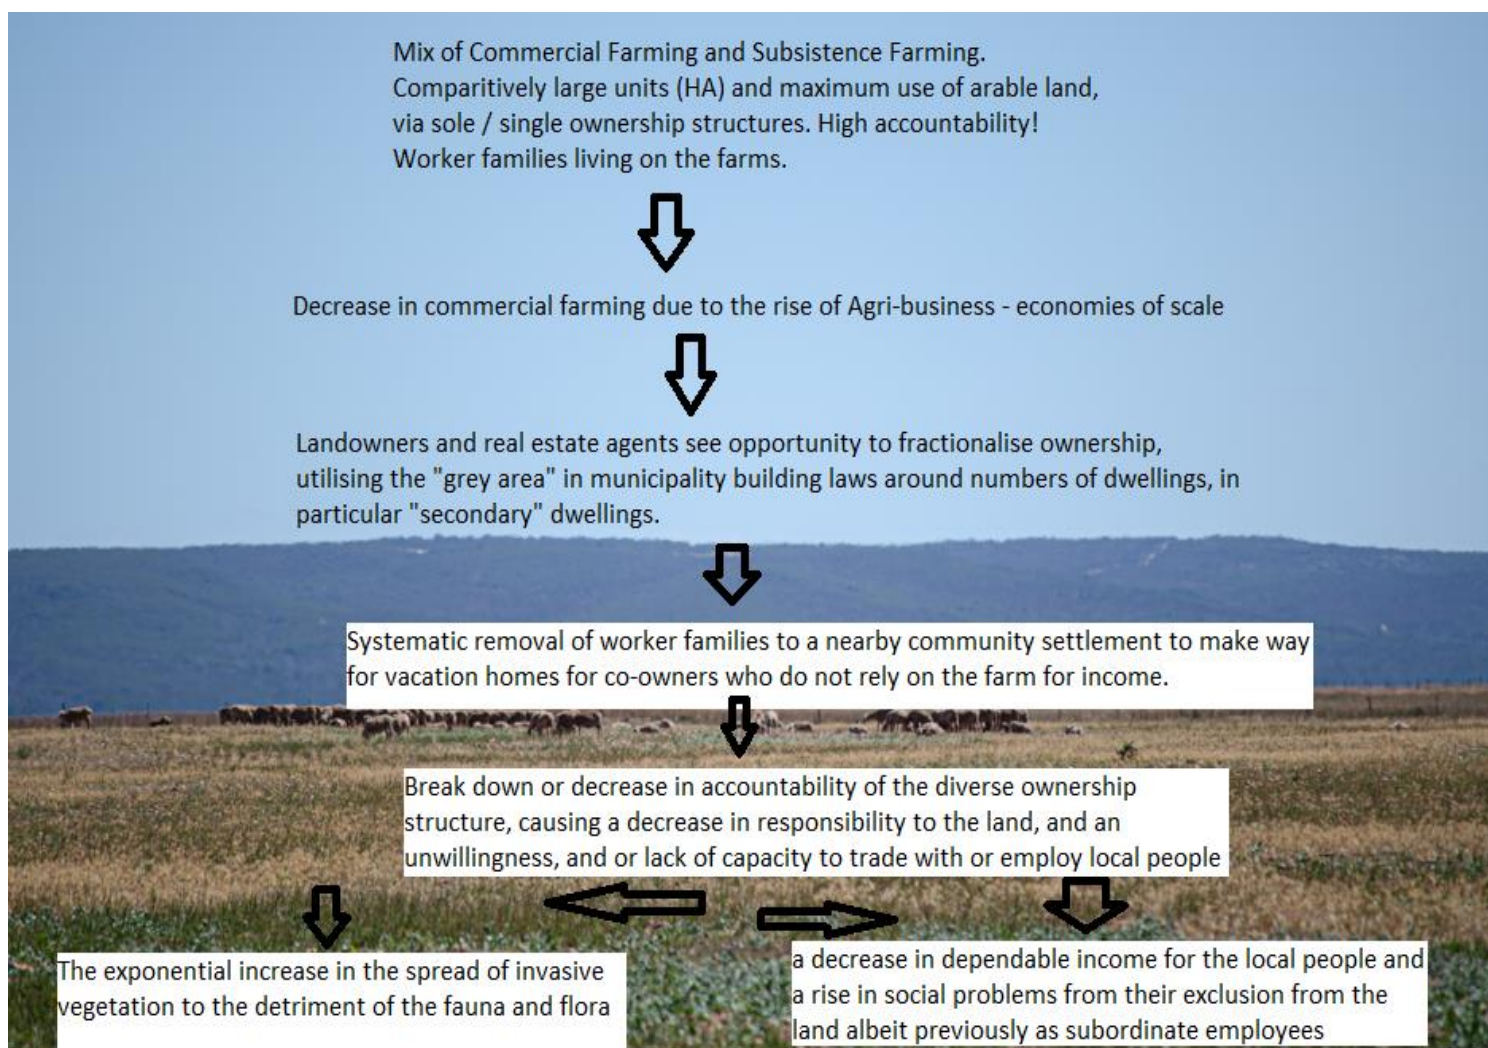 Mix of Commercial Farming and Subsistence Farming.
Comparitively large units (HA) and maximum use of arable land,
via sole / single ownership structures. High accountability!
Worker families living on the farms.
Decrease in commercial farming due to the rise of Agri-business - economies of scale
Landowners and real estate agents see opportunity to fractionalise ownership,
utilising the "grey area" in municipality building laws around numbers of dwellings, in
particular "secondary" dwellings.
Systematic removal of worker families to a nearby community settlement to make way
for vacation homes for co-owners who do not rely on the farm for income.
Break down or decrease in accountability of the diverse ownership
structure, causing a decrease in responsibility to the land, and an
unwillingness, and or lack of capacity to trade with or employ local people
The exponential increase in the spread of invasive
vegetation to the detriment of the fauna and flora
a decrease in dependable income for the local people and
a rise in social problems from their exclusion from the
land albeit previously as subordinate employees